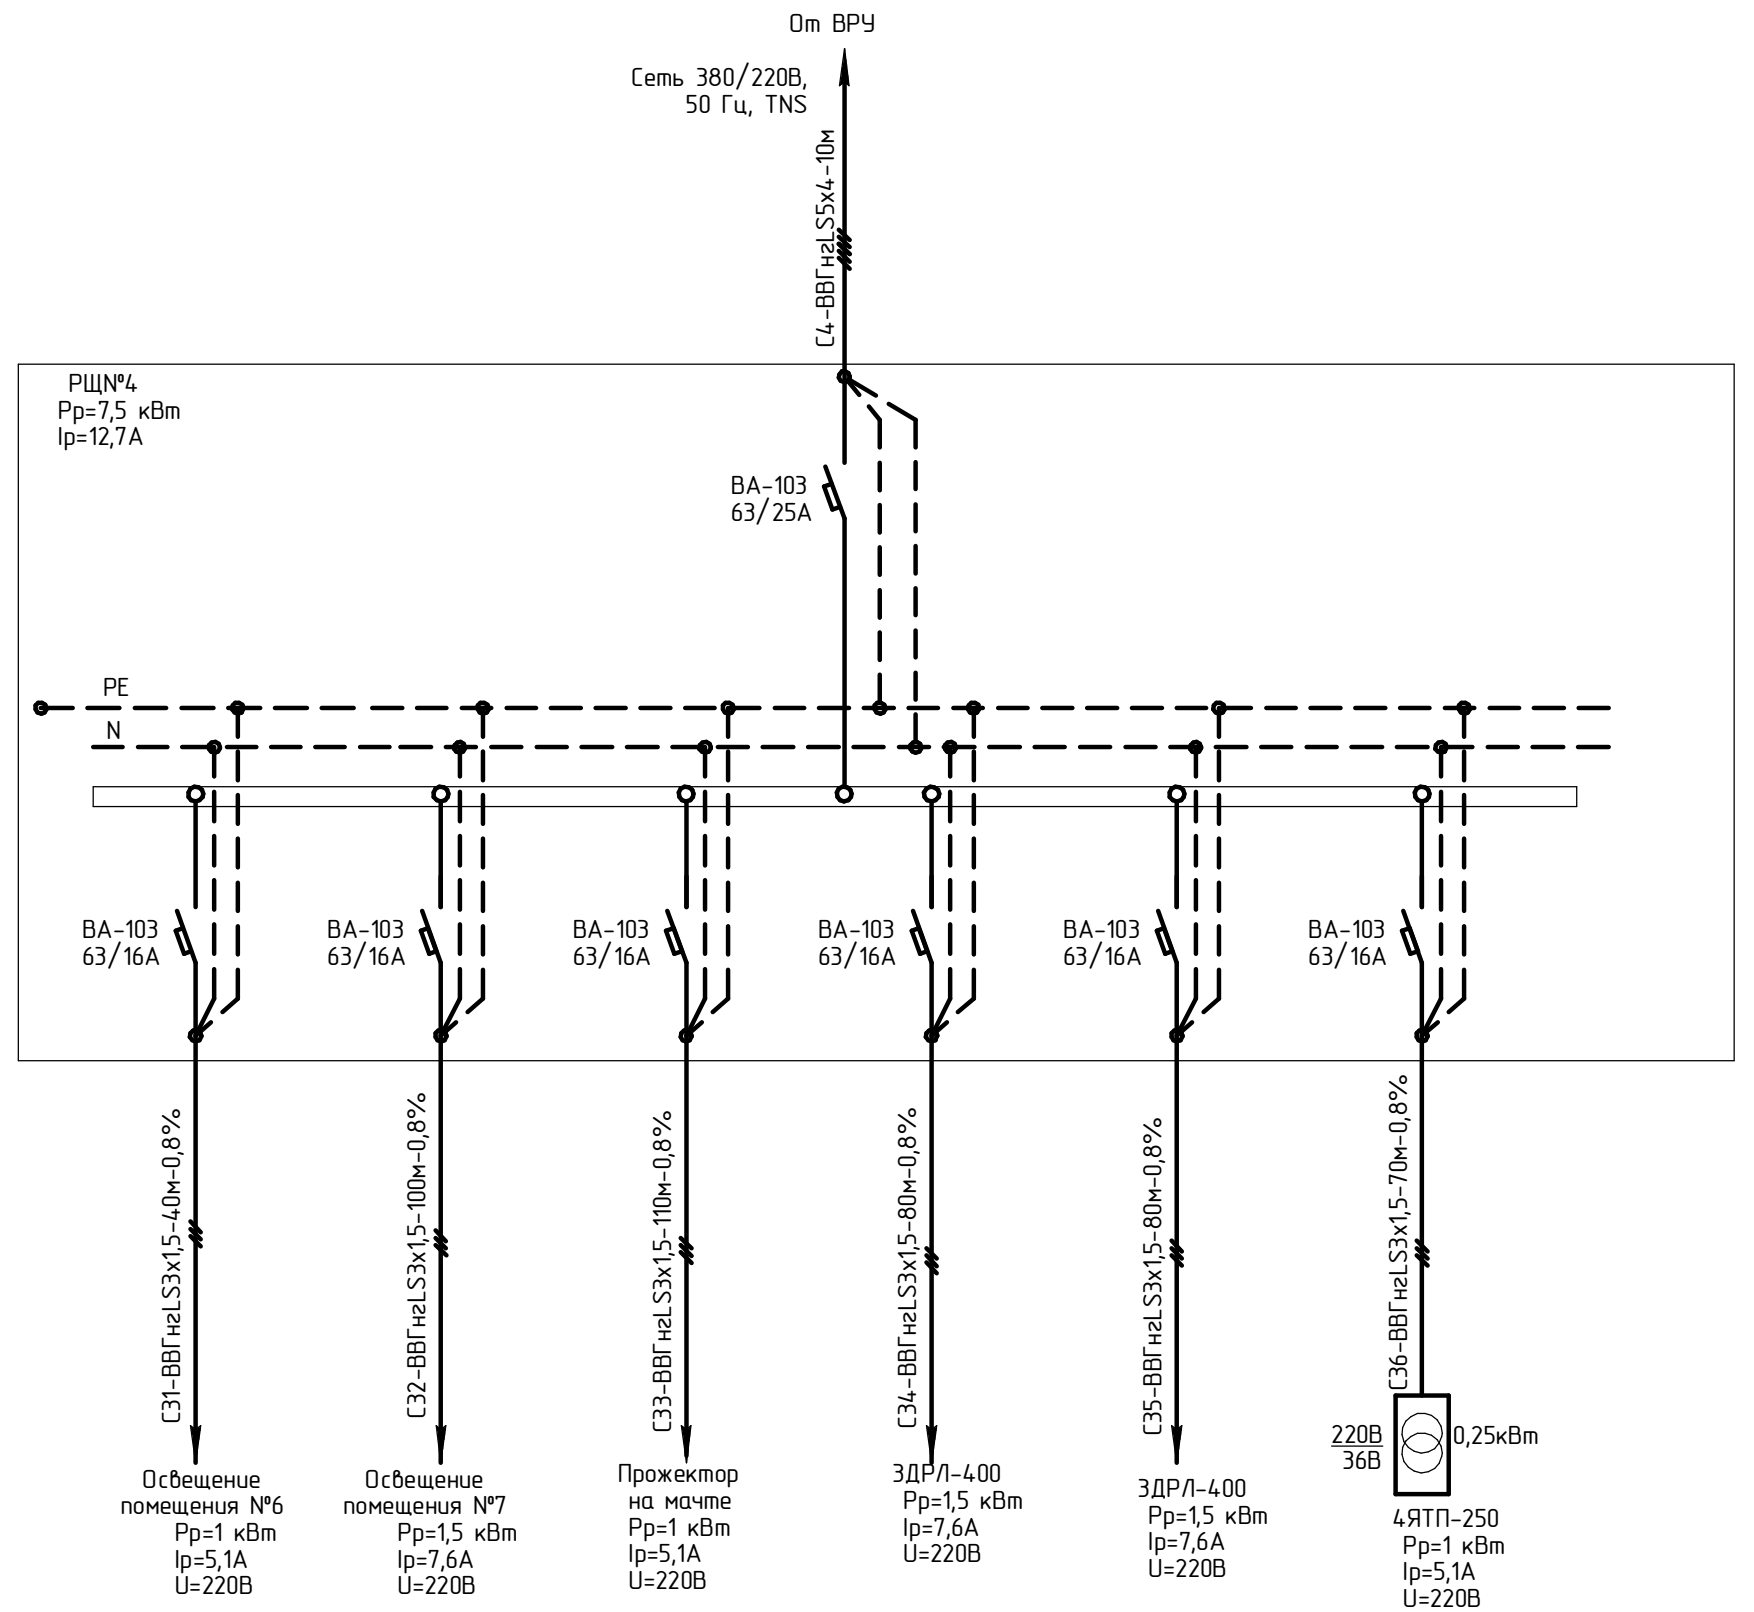 От ВРУ
Сеть 380/220В,
50 Гц, TNS
С4-ВВГнгLS5х4-10м
РЩ№4
Рр=7,5 кВт
Iр=12,7А
ВА-103
63/25А
PE
N
ВА-103
63/16А
ВА-103
63/16А
ВА-103
63/16А
ВА-103
63/16А
ВА-103
63/16А
ВА-103
63/16А
С31-ВВГнгLS3х1,5-40м-0,8%
С32-ВВГнгLS3х1,5-100м-0,8%
С33-ВВГнгLS3х1,5-110м-0,8%
С34-ВВГнгLS3х1,5-80м-0,8%
С35-ВВГнгLS3х1,5-80м-0,8%
С36-ВВГнгLS3х1,5-70м-0,8%
Освещение
помещения №6
Рр=1 кВт
Iр=5,1А
U=220В
Освещение
помещения №7
Рр=1,5 кВт
Iр=7,6А
U=220В
Прожектор
на мачте
Рр=1 кВт
Iр=5,1А
U=220В
3ДРЛ-400
Рр=1,5 кВт
Iр=7,6А
U=220В
3ДРЛ-400
Рр=1,5 кВт
Iр=7,6А
U=220В
220В
36В
0,25кВт
4ЯТП-250
Рр=1 кВт
Iр=5,1А
U=220В